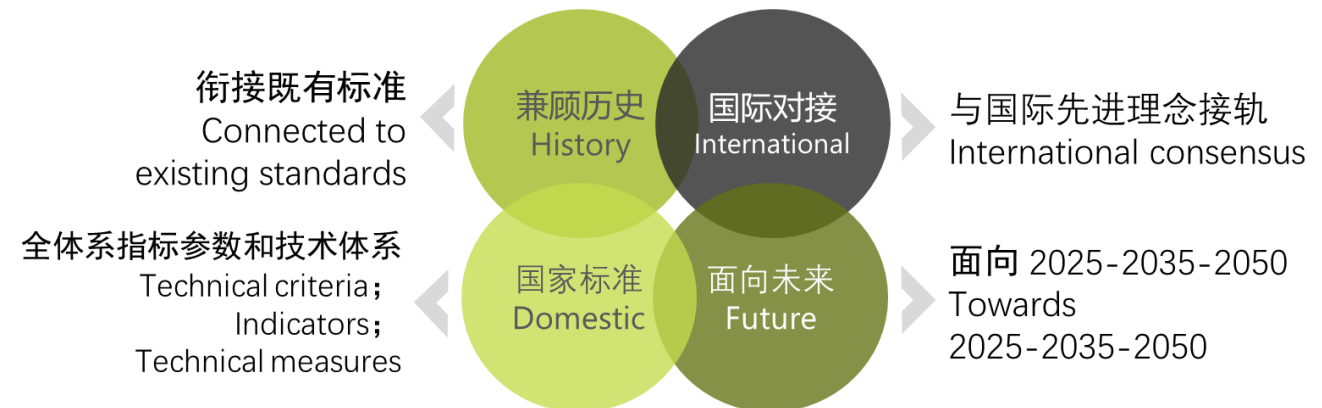 衔接既有标准
Connected to
existing standards
兼顾历史
History
国际对接
International
与国际先进理念接轨
International consensus
全体系指标参数和技术体系
Technical criteria；
Indicators；
Technical measures
国家标准
Domestic
面向未来
Future
面向 2025-2035-2050
Towards
2025-2035-2050